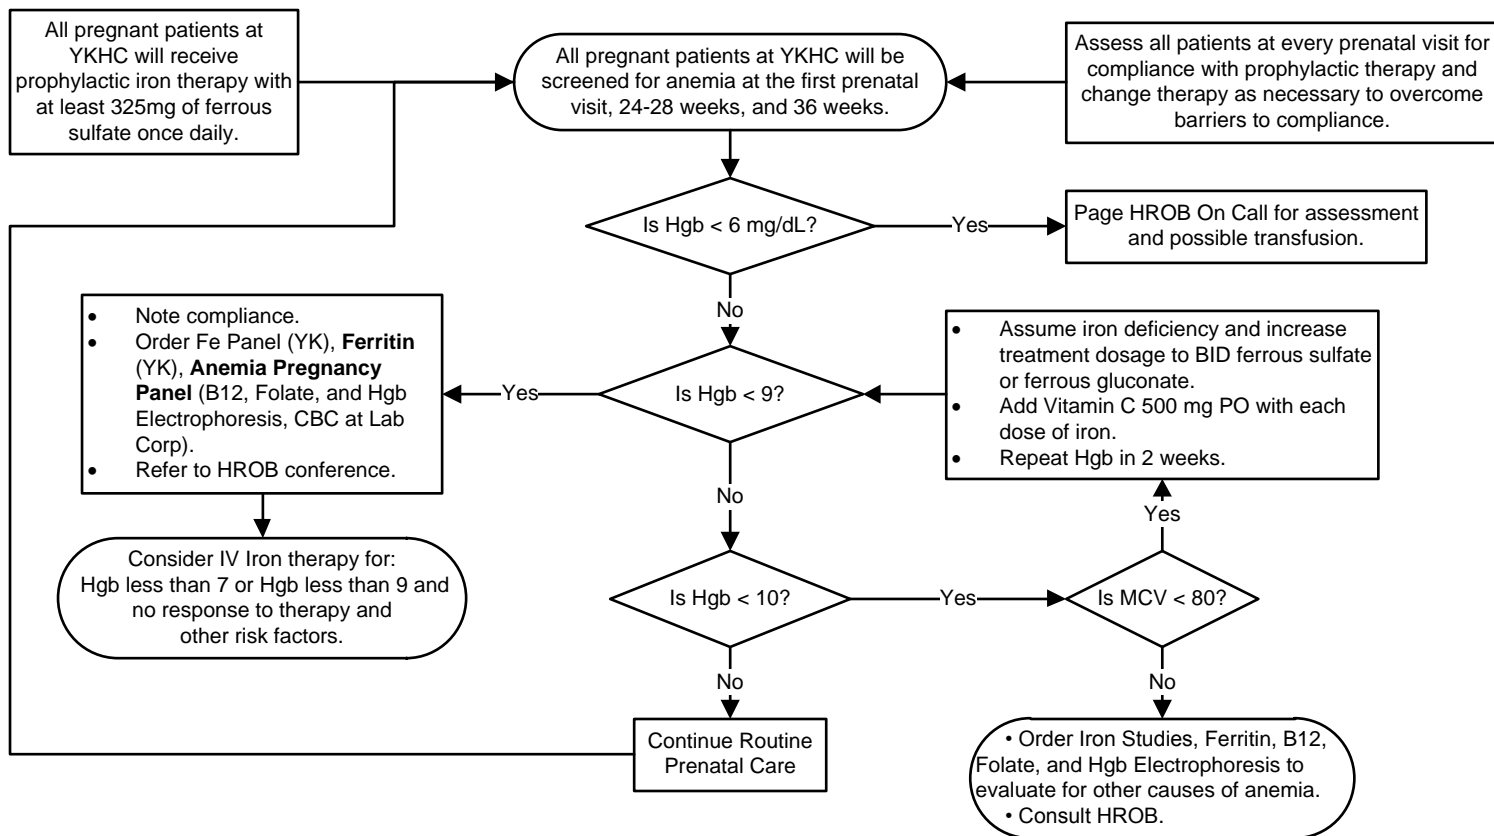 All pregnant patients at
YKHC will receive
prophylactic iron therapy with
at least 325mg of ferrous
sulfate once daily.
All pregnant patients at YKHC will be
screened for anemia at the first prenatal
visit, 24-28 weeks, and 36 weeks.
Assess all patients at every prenatal visit for
compliance with prophylactic therapy and
change therapy as necessary to overcome
barriers to compliance.
Is Hgb < 6 mg/dL?
Yes
Page HROB On Call for assessment
and possible transfusion.
No
• Note compliance.
• Order Fe Panel (YK), Ferritin
(YK), Anemia Pregnancy
Panel (B12, Folate, and Hgb
Electrophoresis, CBC at Lab
Corp).
• Refer to HROB conference.
Yes
Is Hgb < 9?
• Assume iron deficiency and increase
treatment dosage to BID ferrous sulfate
or ferrous gluconate.
• Add Vitamin C 500 mg PO with each
dose of iron.
• Repeat Hgb in 2 weeks.
No
Yes
Consider IV Iron therapy for:
Hgb less than 7 or Hgb less than 9 and
no response to therapy and
other risk factors.
Is Hgb < 10?
Yes
Is MCV < 80?
No
No
Continue Routine
Prenatal Care
• Order Iron Studies, Ferritin, B12,
Folate, and Hgb Electrophoresis to
evaluate for other causes of anemia.
• Consult HROB.